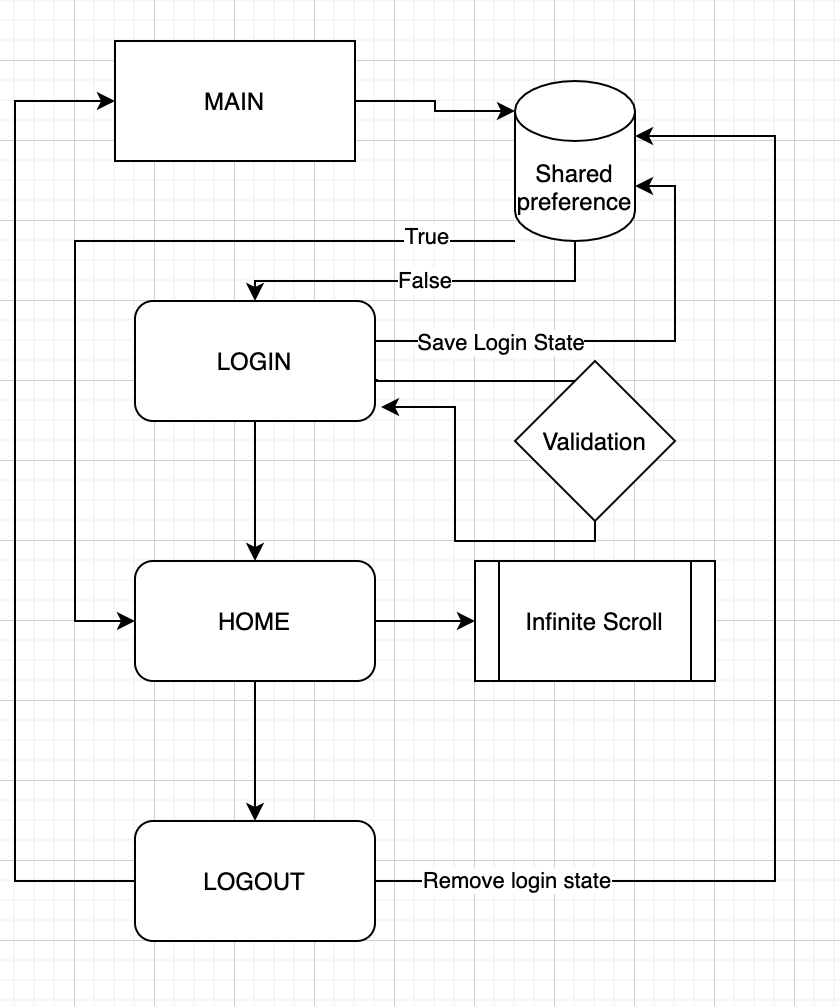 MAIN
Shared
preference
True
False
LOGIN
Save Login State
Validation
HOME
Infinite Scroll
LOGOUT
Remove login state